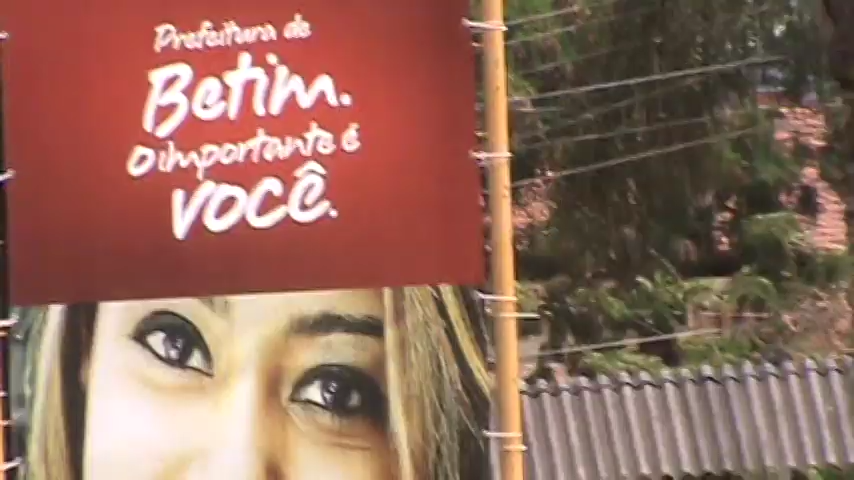 Prefeitura de
Betim.
O importante é
VOCÊ.